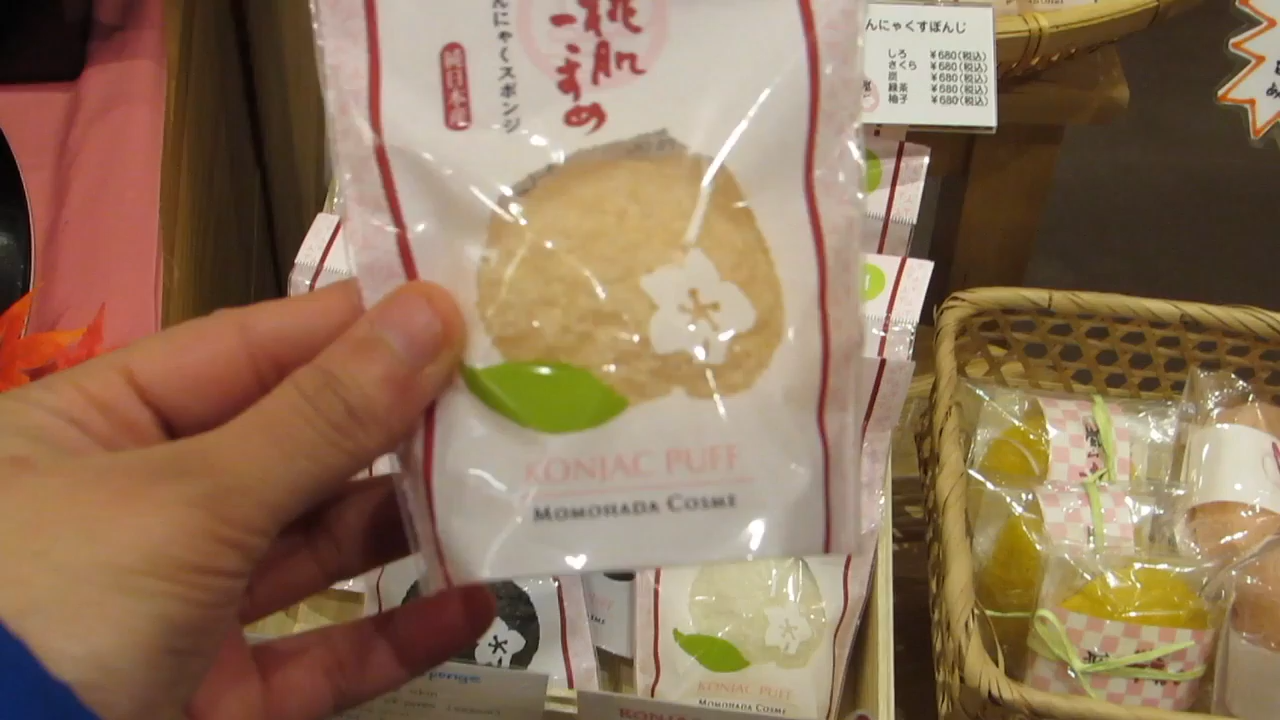 桃肌
こすめ
んにゃくスポンジ
純日本産
KONJAC PUFF
MOMOHADA COSME
んにゃくすぽんじ
しろ ¥680(税込)
さくら ¥680(税込)
炭 ¥680(税込)
緑茶 ¥680(税込)
柚子 ¥680(税込)
KONJAC PUFF
MOMOHADA COSME
KONJAC